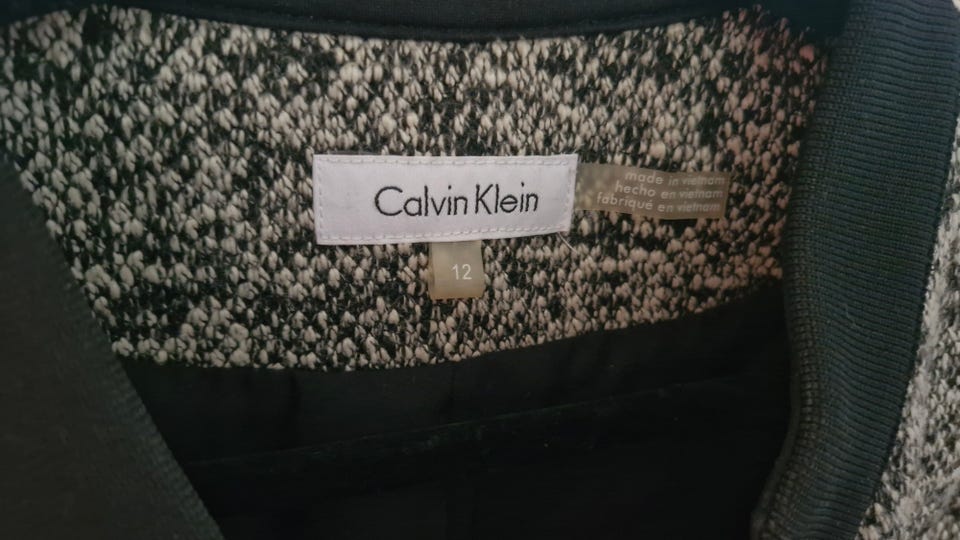 Calvin Klein
made in vietnam
hecho en vietnam
fabriqué en vietnam
12